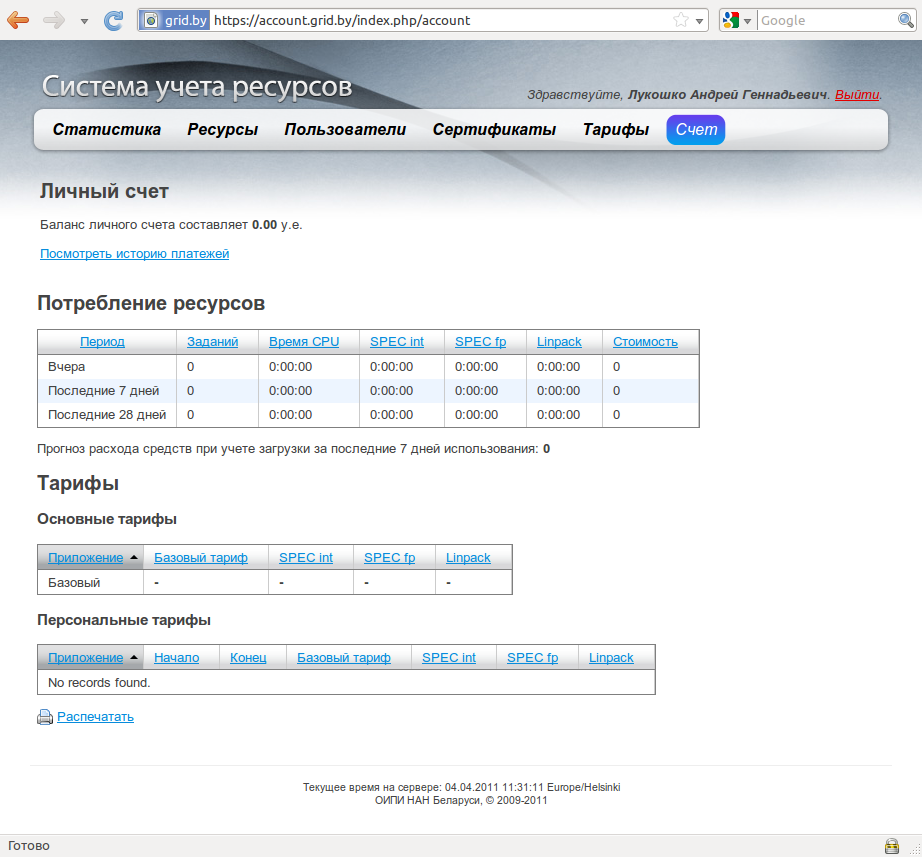 grid.by https://account.grid.by/index.php/account Google
Система учета ресурсов
Здравствуйте, Лукошко Андрей Геннадьевич. Выйти.
Статистика Ресурсы Пользователи Сертификаты Тарифы Счет
Личный счет
Баланс личного счета составляет 0.00 у.е.
Посмотреть историю платежей
Потребление ресурсов
Период Заданий Время CPU SPEC int SPEC fp Linpack Стоимость
Вчера 0 0:00:00 0:00:00 0:00:00 0:00:00 0
Последние 7 дней 0 0:00:00 0:00:00 0:00:00 0:00:00 0
Последние 28 дней 0 0:00:00 0:00:00 0:00:00 0:00:00 0
Прогноз расхода средств при учете загрузки за последние 7 дней использования: 0
Тарифы
Основные тарифы
Приложение Базовый тариф SPEC int SPEC fp Linpack
Базовый - - - -
Персональные тарифы
Приложение Начало Конец Базовый тариф SPEC int SPEC fp Linpack
No records found.
Распечатать
Текущее время на сервере: 04.04.2011 11:31:11 Europe/Helsinki
ОИПИ НАН Беларуси, © 2009-2011
Готово